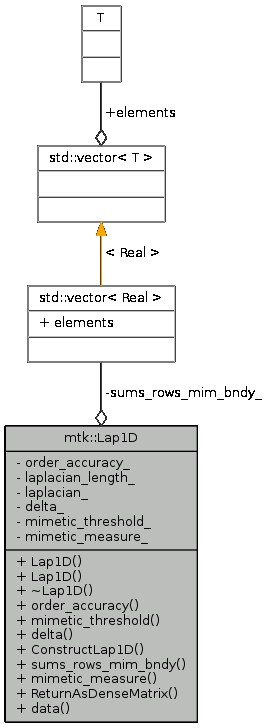 T
+elements
std::vector< T >
< Real >
std::vector< Real >
+ elements
-sums_rows_mim_bndy_
mtk::Lap1D
- order_accuracy_
- laplacian_length_
- laplacian_
- delta_
- mimetic_threshold_
- mimetic_measure_
+ Lap1D()
+ Lap1D()
+ ~Lap1D()
+ order_accuracy()
+ mimetic_threshold()
+ delta()
+ ConstructLap1D()
+ sums_rows_mim_bndy()
+ mimetic_measure()
+ ReturnAsDenseMatrix()
+ data()